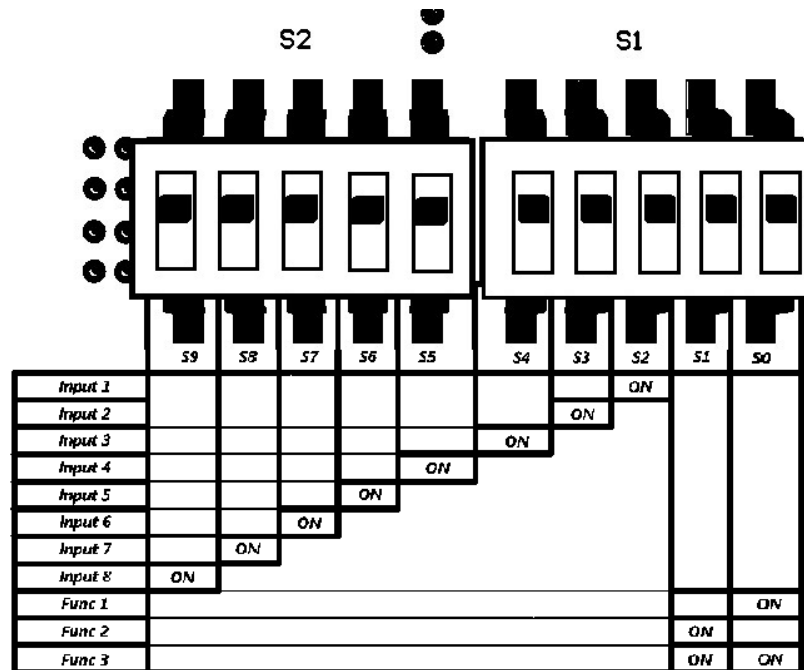 S2 S1
S9 S8 S7 S6 S5 S4 S3 S2 S1 S0
Input 1 ON
Input 2 ON
Input 3 ON
Input 4 ON
Input 5 ON
Input 6 ON
Input 7 ON
Input 8 ON
Func 1 ON
Func 2 ON
Func 3 ON ON